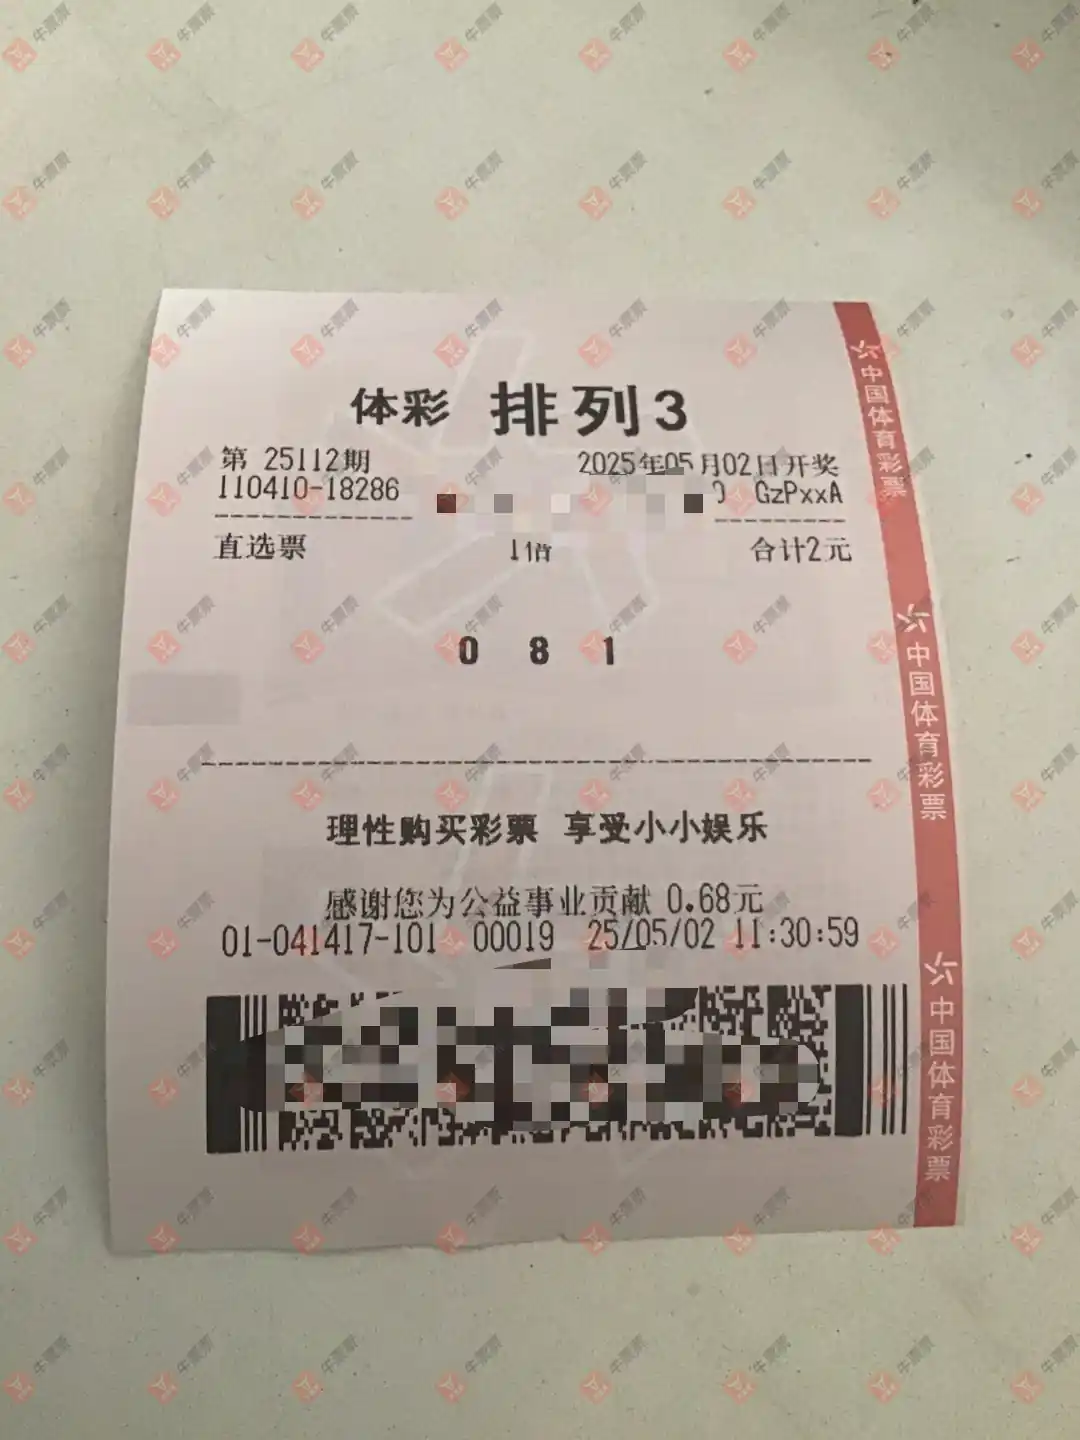 体彩 排列3
第 25112期 2025年05月02日开奖
110410-18286 0 GzPxxA
直选票 1倍 合计2元
0 8 1
理性购买彩票 享受小小娱乐
感谢您为公益事业贡献 0.68元
01-041417-101 00019 25/05/02 11:30:59
中国体育彩票
中国体育彩票
中国体育彩票
牛票票